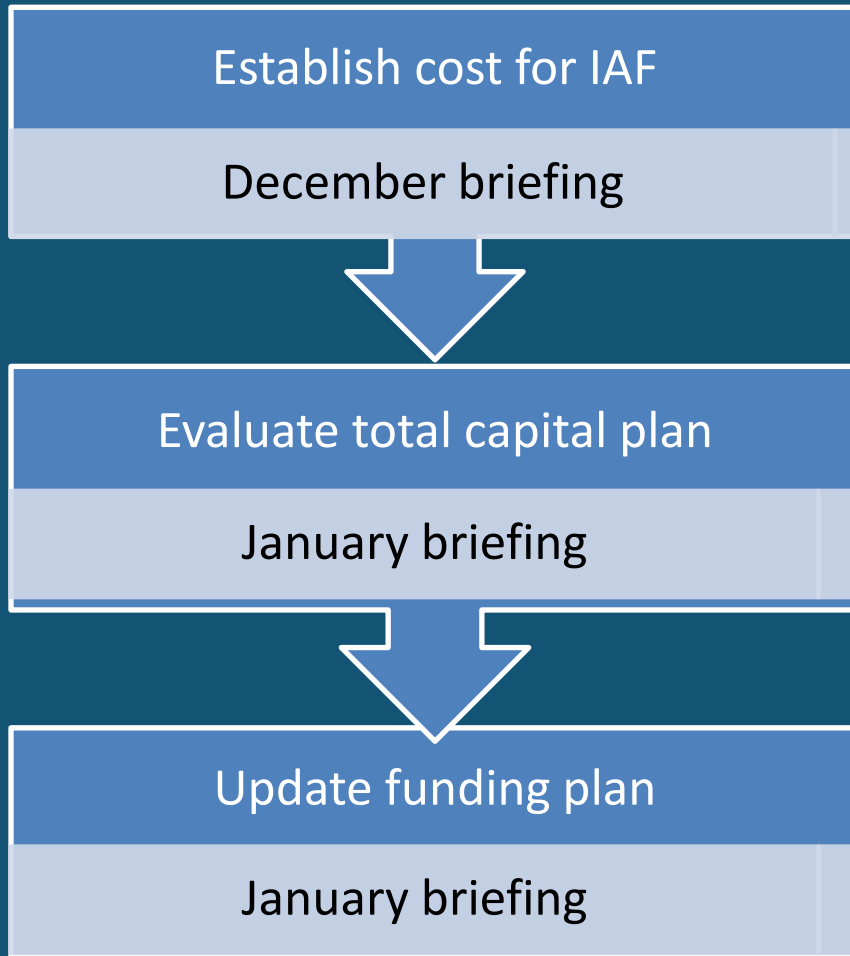 Establish cost for IAF
December briefing
Evaluate total capital plan
January briefing
Update funding plan
January briefing